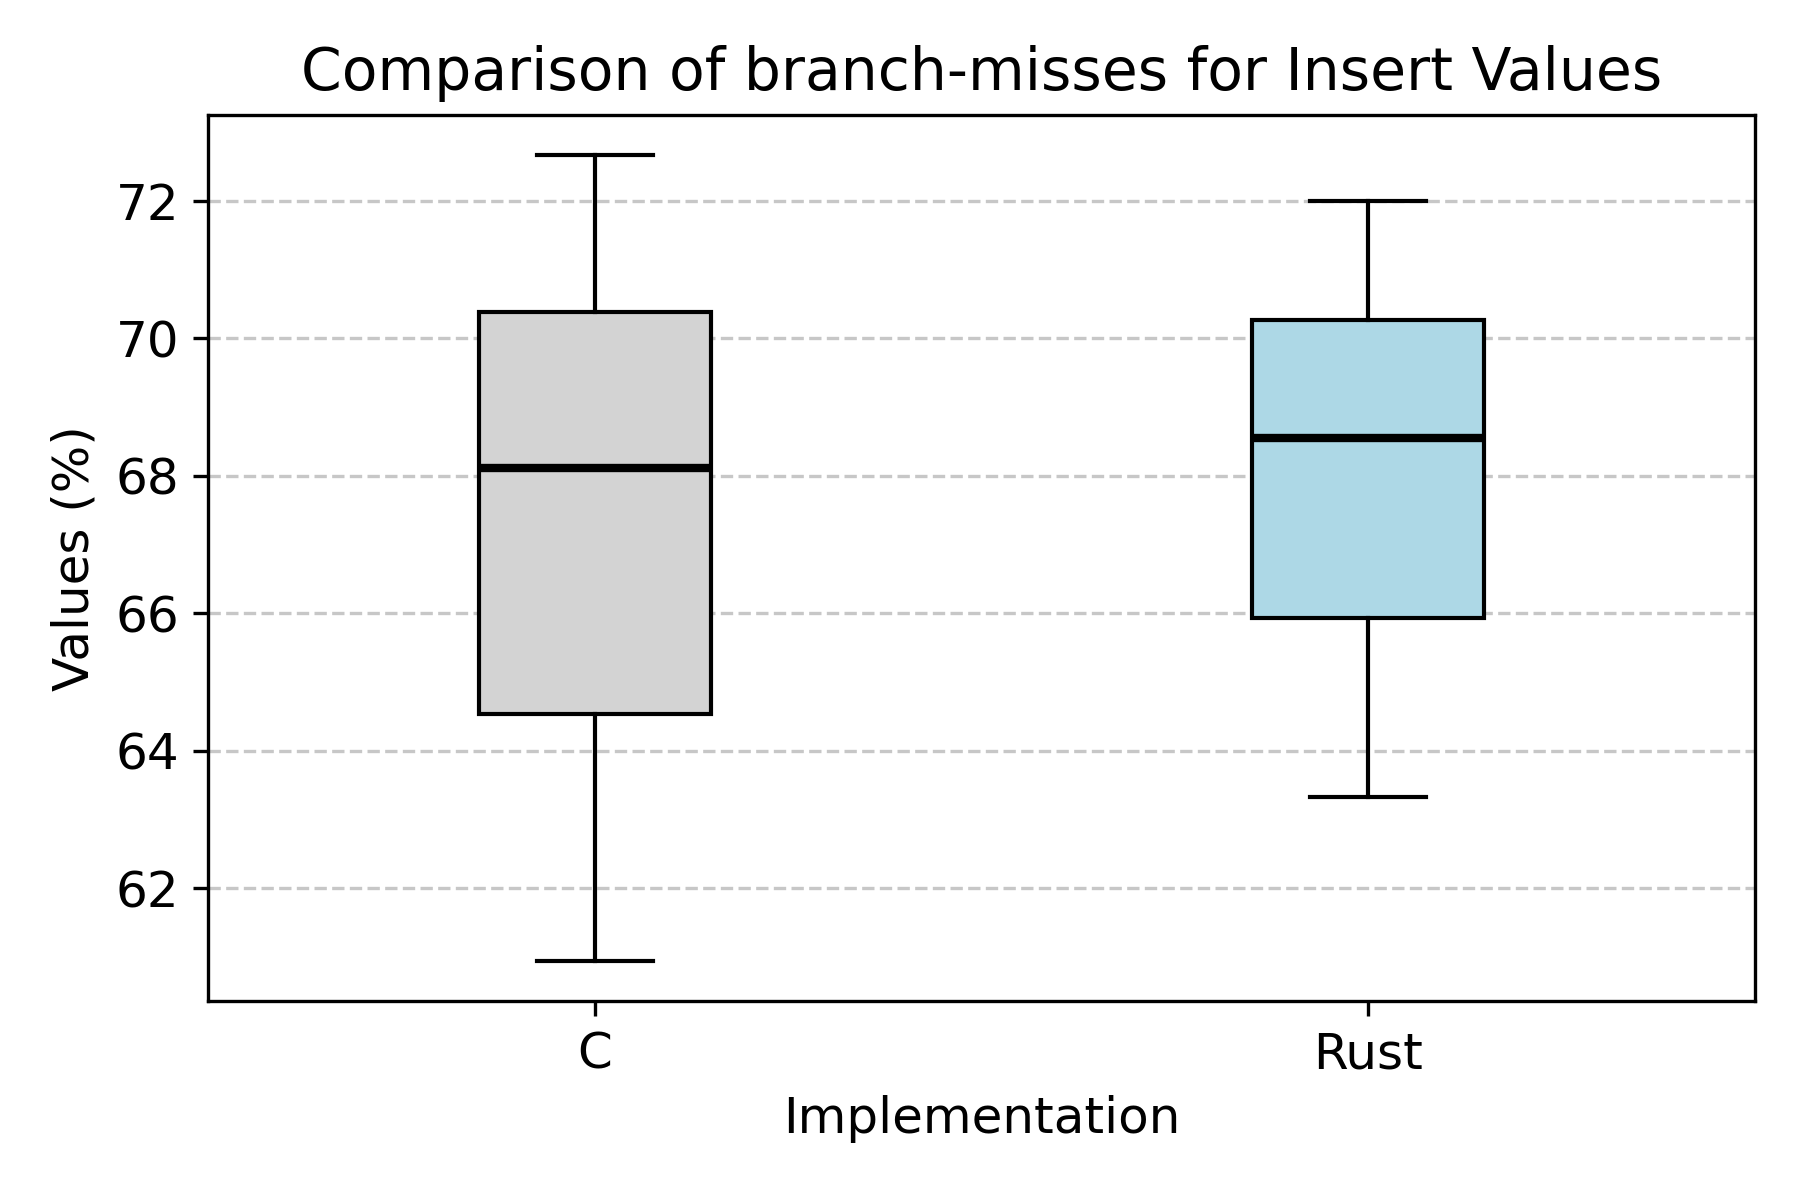 Comparison of branch-misses for Insert Values
Values (%)
72
70
68
66
64
62
C
Rust
Implementation